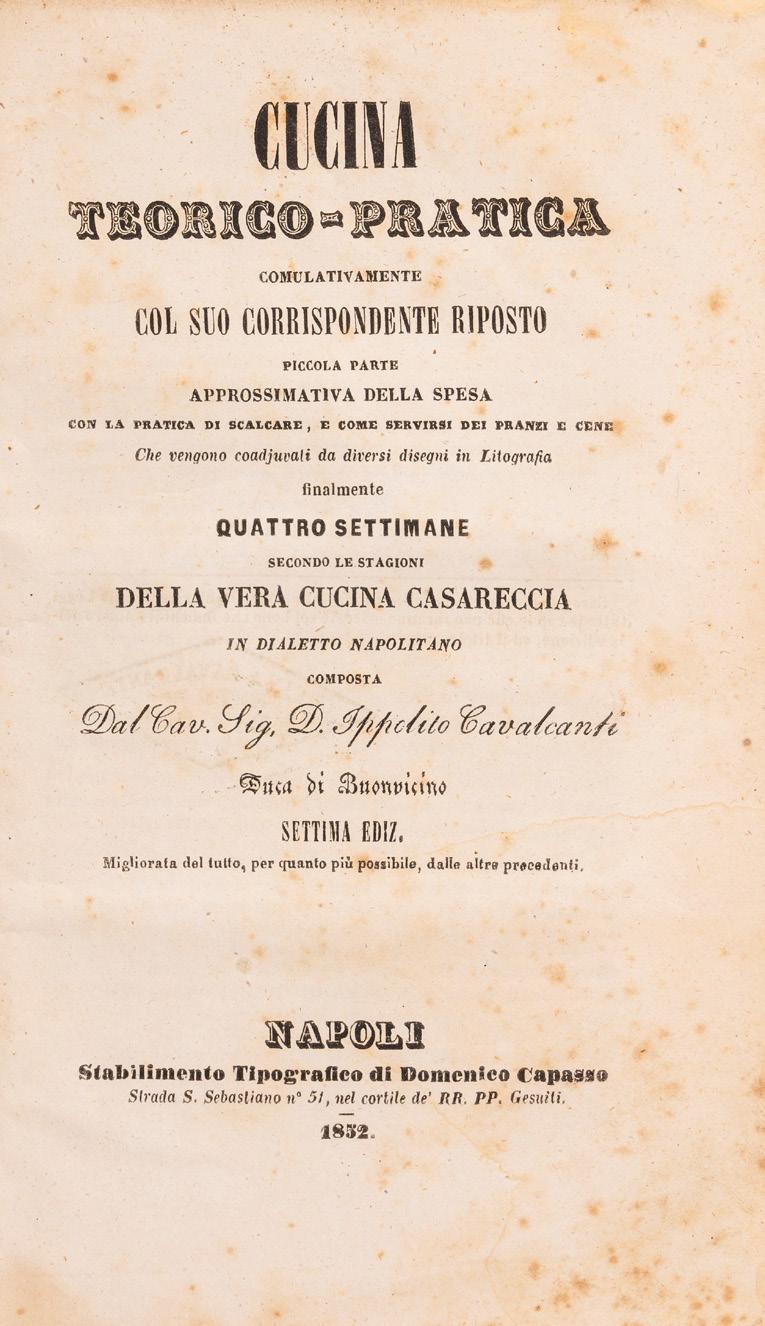 CUCINA
TEORICO-PRATICA
COMULATIVAMENTE
COL SUO CORRISPONDENTE RIPOSTO
PICCOLA PARTE
APPROSSIMATIVA DELLA SPESA
CON LA PRATICA DI SCALCARE, E COME SERVIRSI DEI PRANZI E CENE
Che vengono coadjuvati da diversi disegni in Litografia
finalmente
QUATTRO SETTIMANE
SECONDO LE STAGIONI
DELLA VERA CUCINA CASARECCIA
IN DIALETTO NAPOLITANO
COMPOSTA
Dal Cav. Sig. D. Ippolito Cavalcanti
Duca di Buonvicino
SETTIMA EDIZ.
Migliorata del tutto, per quanto più possibile, dalle altre precedenti.
NAPOLI
Stabilimento Tipografico di Domenico Capasso
Strada S. Sebastiano n° 51, nel cortile de' RR. PP. Gesuiti.
1852.